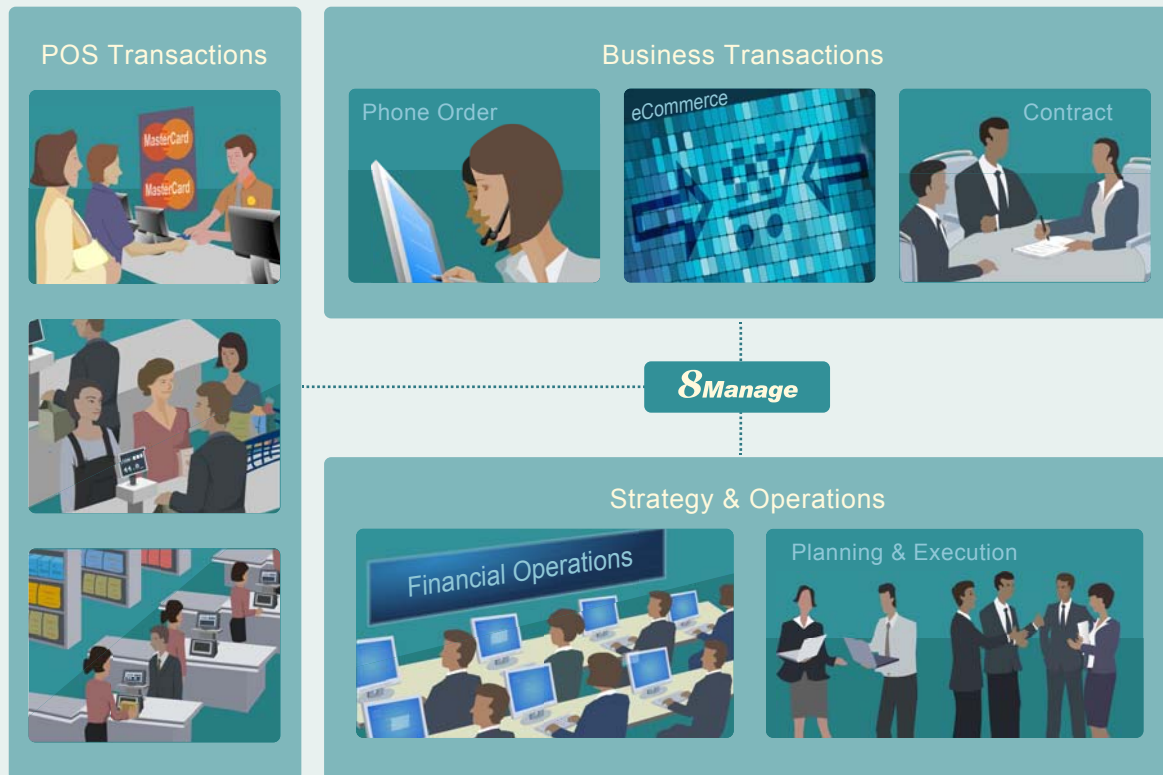 POS Transactions
MasterCard
MasterCard
Business Transactions
Phone Order
eCommerce
Contract
8Manage
Strategy & Operations
Financial Operations
Planning & Execution